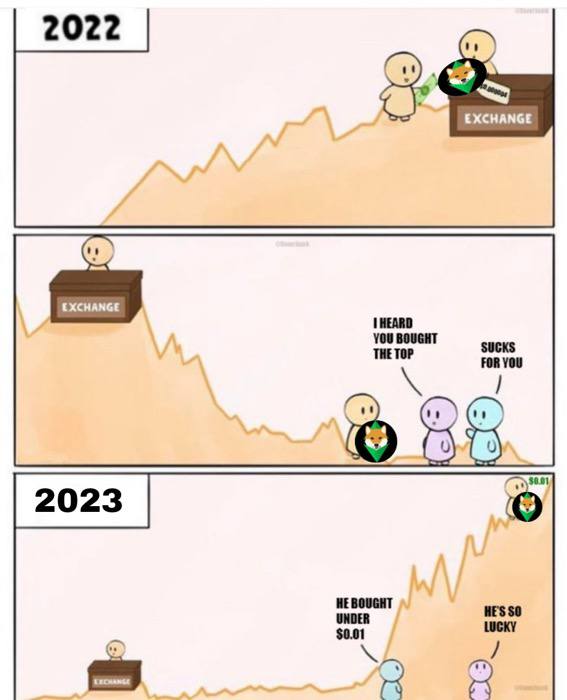 2022
EXCHANGE
EXCHANGE
I HEARD
YOU BOUGHT
THE TOP
SUCKS
FOR YOU
2023
$0.01
HE BOUGHT
UNDER
$0.01
HE'S SO
LUCKY
EXCHANGE